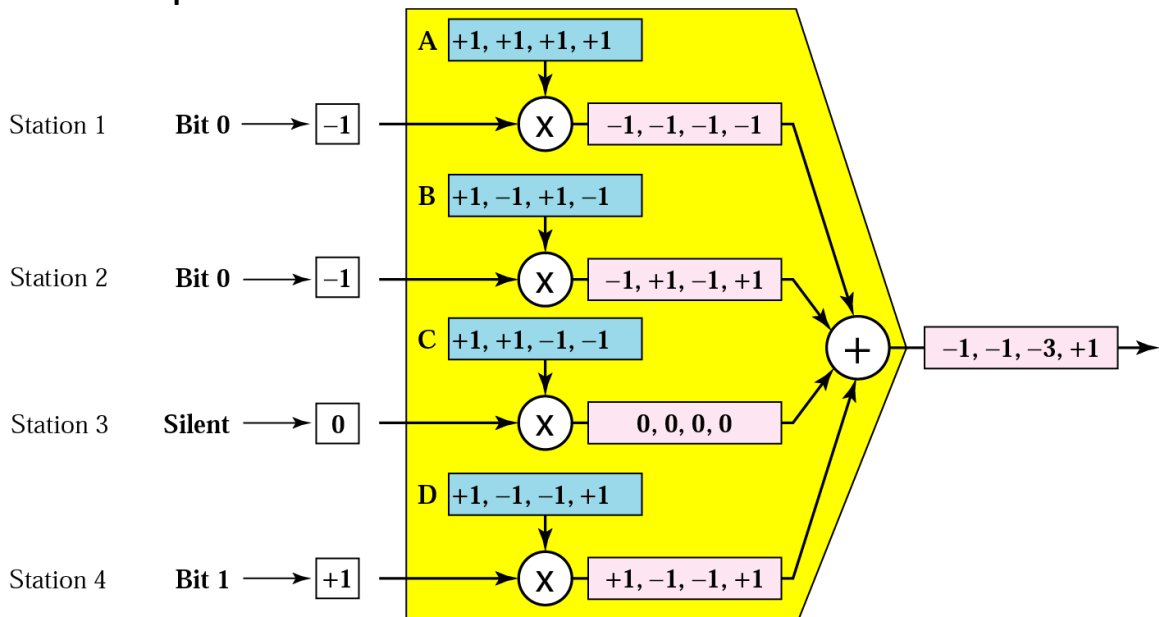 A +1, +1, +1, +1
Station 1 Bit 0 –1 X –1, –1, –1, –1
B +1, –1, +1, –1
Station 2 Bit 0 –1 X –1, +1, –1, +1
C +1, +1, –1, –1
+ –1, –1, –3, +1
Station 3 Silent 0 X 0, 0, 0, 0
D +1, –1, –1, +1
Station 4 Bit 1 +1 X +1, –1, –1, +1